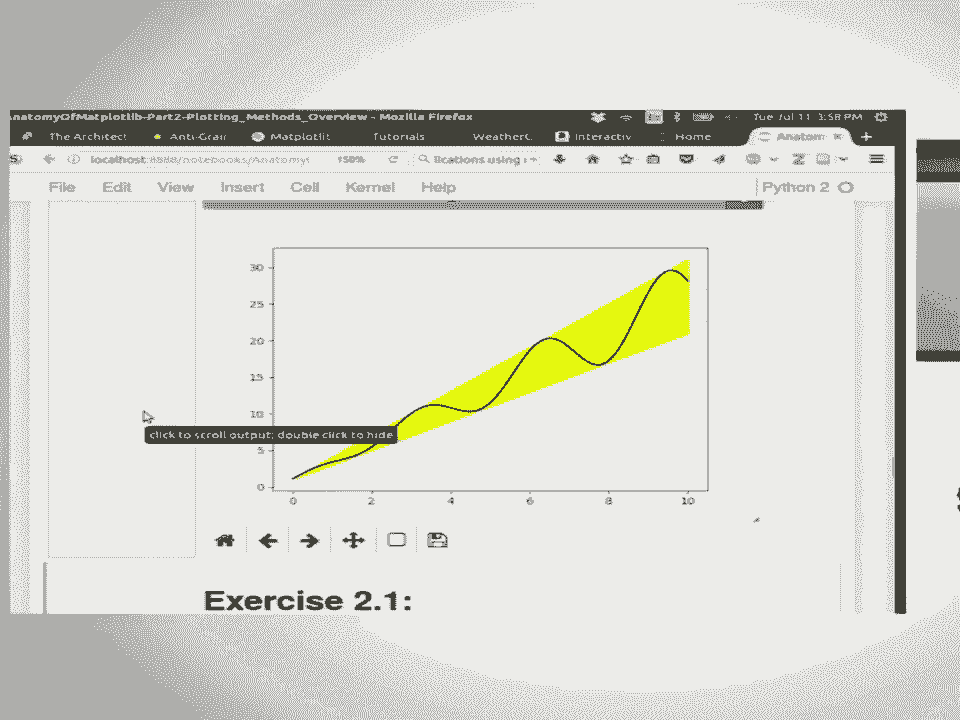 natomyOfMatplotlib-Part2-Plotting_Methods_Overview - Mozilla Firefox Tue Jul 11 3:58 PM
The Architect Anti-Grain Matplotlit Tutorials WeatherC Interactiv Home Anatom
localhost:8888/notebooks/Anatomy 150% lications using
File Edit View Insert Cell Kernel Help Python 2
30
25
20
15
10
click to scroll output; double click to hide
5
0
0 2 4 6 8 10
Exercise 2.1: